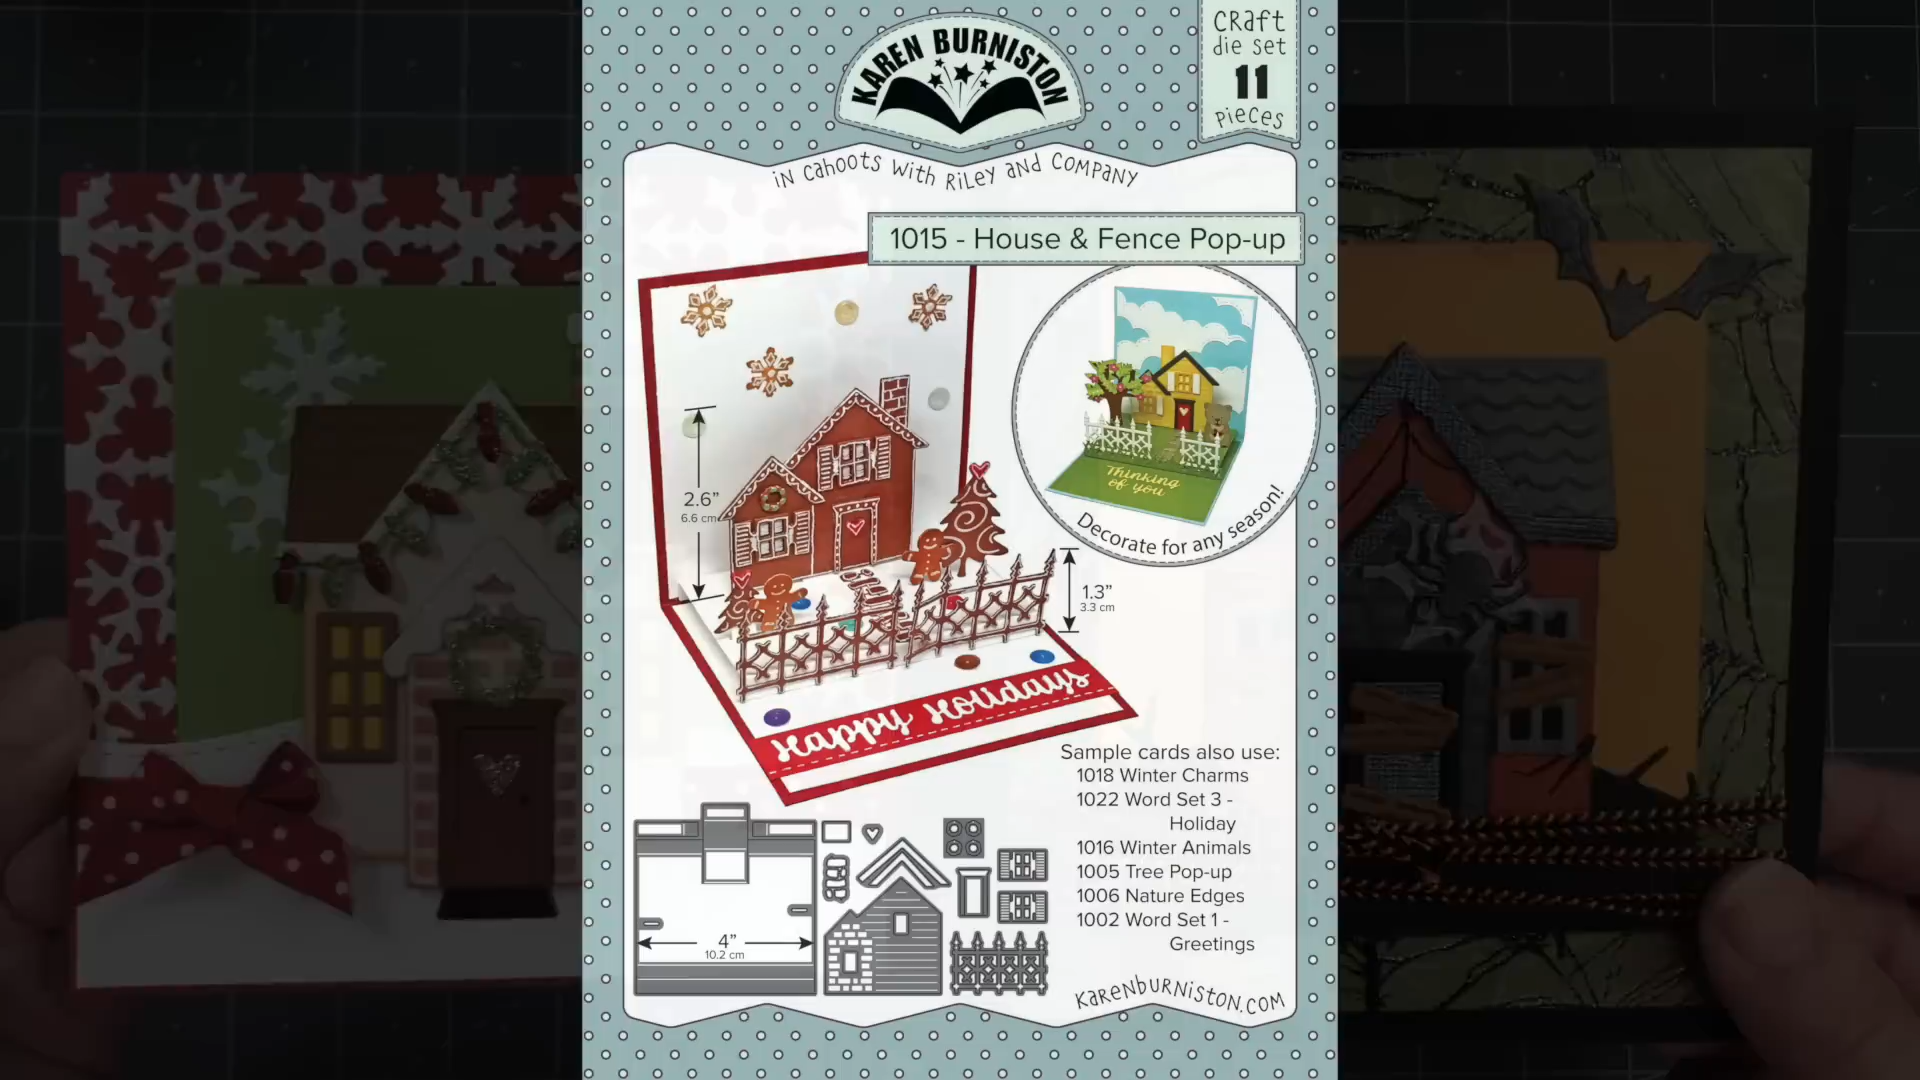 KAREN BURNISTON
CRaft
die set
11
pieces
in cahoots with Riley and Company
1015 - House & Fence Pop-up
2.6"
6.6 cm
Thinking
of you
Decorate for any season!
1.3"
3.3 cm
Happy Holidays
Sample cards also use:
1018 Winter Charms
1022 Word Set 3 -
Holiday
1016 Winter Animals
1005 Tree Pop-up
1006 Nature Edges
1002 Word Set 1 -
Greetings
4"
10.2 cm
KarenBurniston.com